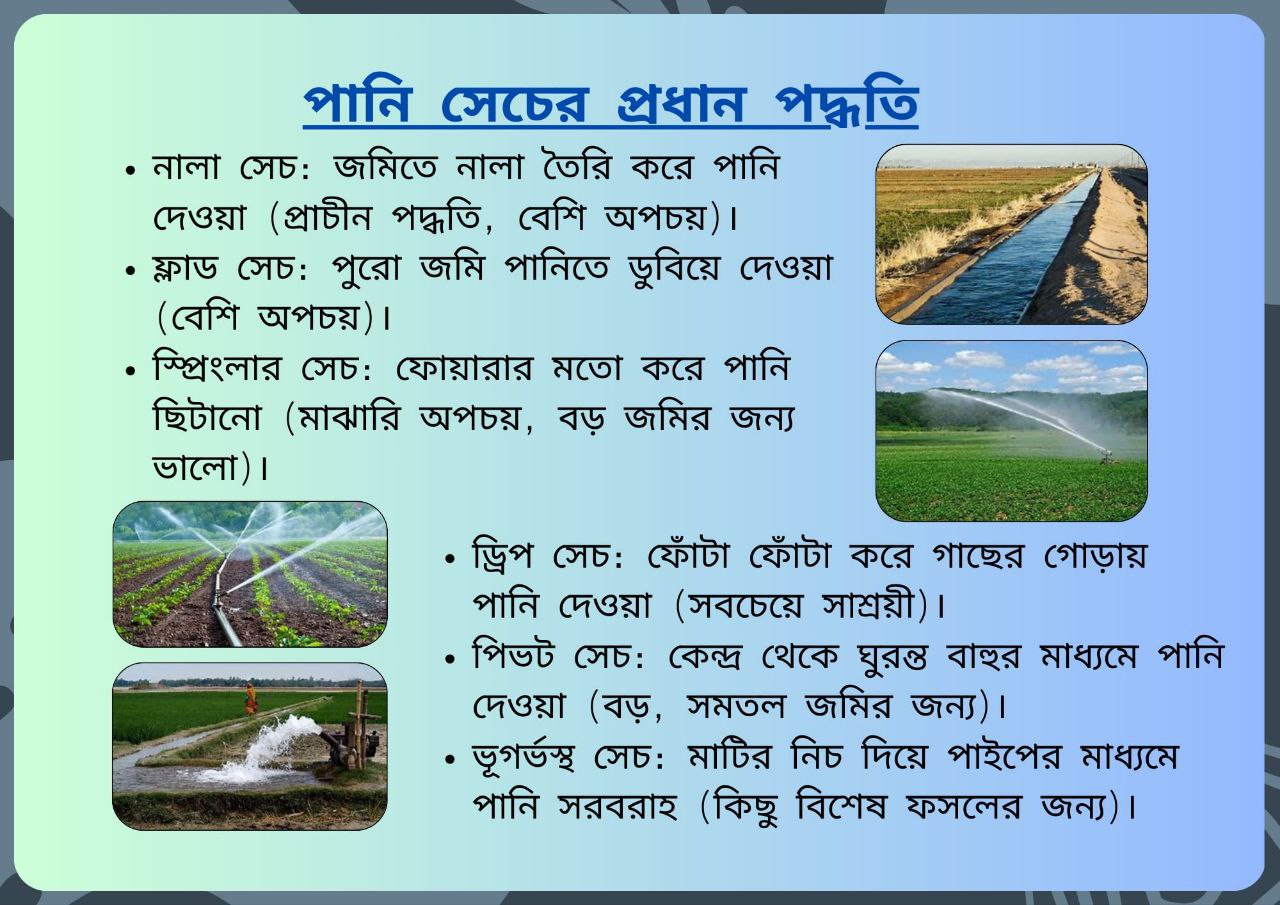 পানি সেচের প্রধান পদ্ধতি
• নালা সেচ: জমিতে নালা তৈরি করে পানি
দেওয়া (প্রাচীন পদ্ধতি, বেশি অপচয়)।
• ফ্লাড সেচ: পুরো জমি পানিতে ডুবিয়ে দেওয়া
(বেশি অপচয়)।
• স্প্রিংলার সেচ: ফোয়ারার মতো করে পানি
ছিটানো (মাঝারি অপচয়, বড় জমির জন্য
ভালো)।
• ড্রিপ সেচ: ফোঁটা ফোঁটা করে গাছের গোড়ায়
পানি দেওয়া (সবচেয়ে সাশ্রয়ী)।
• পিভট সেচ: কেন্দ্র থেকে ঘুরন্ত বাহুর মাধ্যমে পানি
দেওয়া (বড়, সমতল জমির জন্য)।
• ভূগর্ভস্থ সেচ: মাটির নিচ দিয়ে পাইপের মাধ্যমে
পানি সরবরাহ (কিছু বিশেষ ফসলের জন্য)।